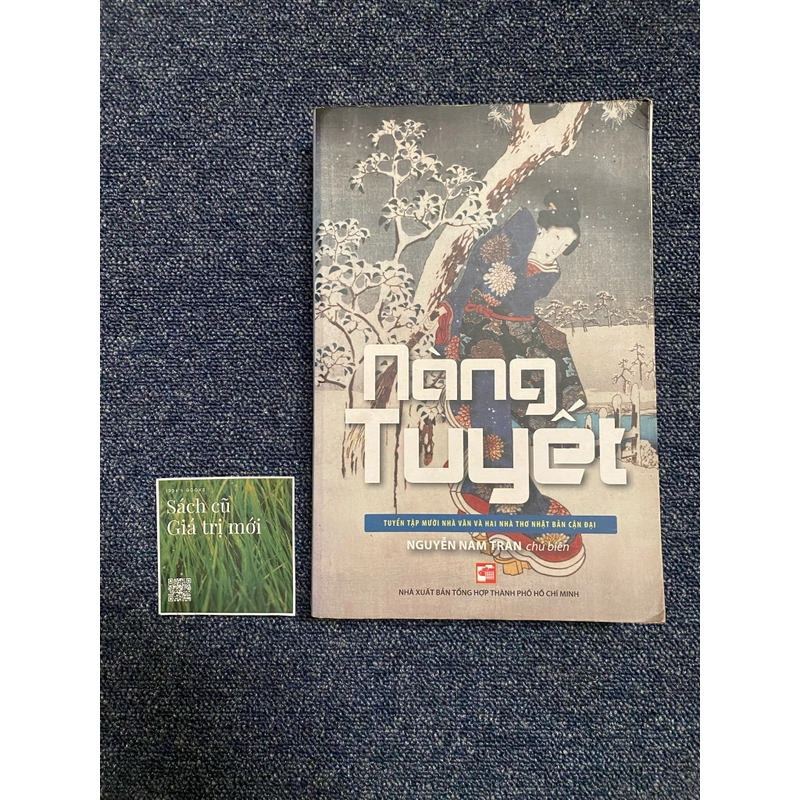 Nàng
Tuyết
TUYỂN TẬP MƯỜI NHÀ VĂN VÀ HAI NHÀ THƠ NHẬT BẢN CẬN ĐẠI
NGUYỄN NAM TRÂN chủ biên
NHÀ XUẤT BẢN TỔNG HỢP THÀNH PHỐ HỒ CHÍ MINH
Sách cũ
Giá trị mới